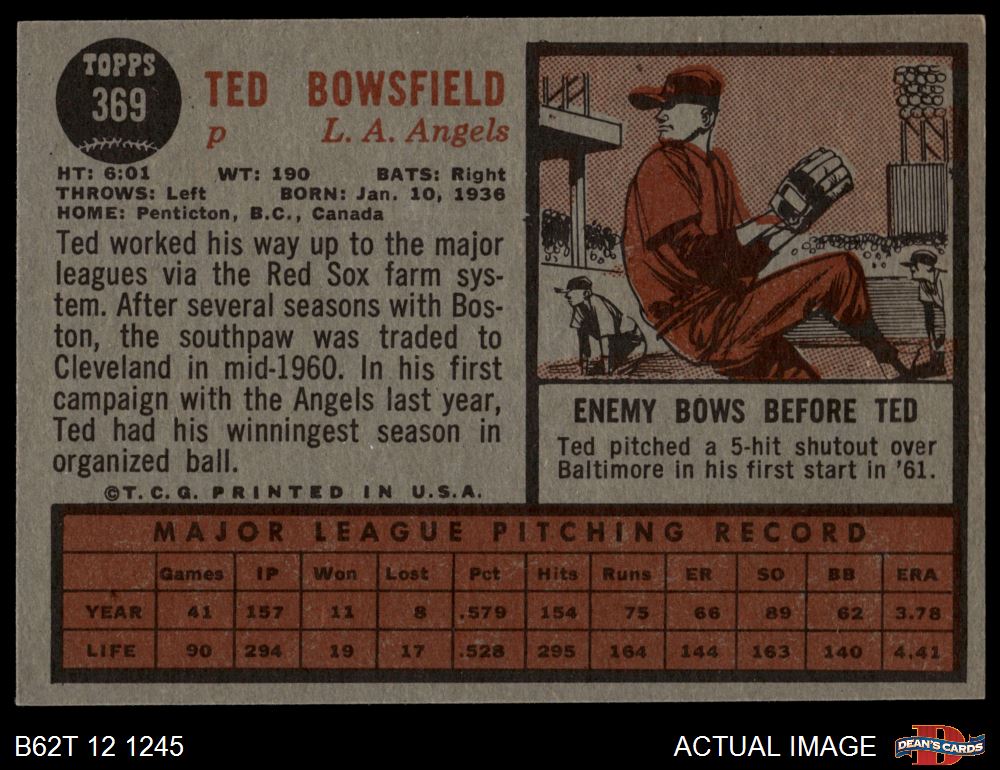 TOPPS
369
TED BOWSFIELD
p L. A. Angels
HT: 6:01 WT: 190 BATS: Right
THROWS: Left BORN: Jan. 10, 1936
HOME: Penticton, B.C., Canada
Ted worked his way up to the major
leagues via the Red Sox farm sys-
tem. After several seasons with Bos-
ton, the southpaw was traded to
Cleveland in mid-1960. In his first
campaign with the Angels last year,
Ted had his winningest season in
organized ball.
©T.C.G. PRINTED IN U.S.A.
ENEMY BOWS BEFORE TED
Ted pitched a 5-hit shutout over
Baltimore in his first start in '61.
MAJOR LEAGUE PITCHING RECORD
Games IP Won Lost Pct Hits Runs ER SO BB ERA
YEAR 41 157 11 8 .579 154 75 66 89 62 3.78
LIFE 90 294 19 17 .528 295 164 144 163 140 4.41
B62T 12 1245
ACTUAL IMAGE
D
DEAN'S CARDS